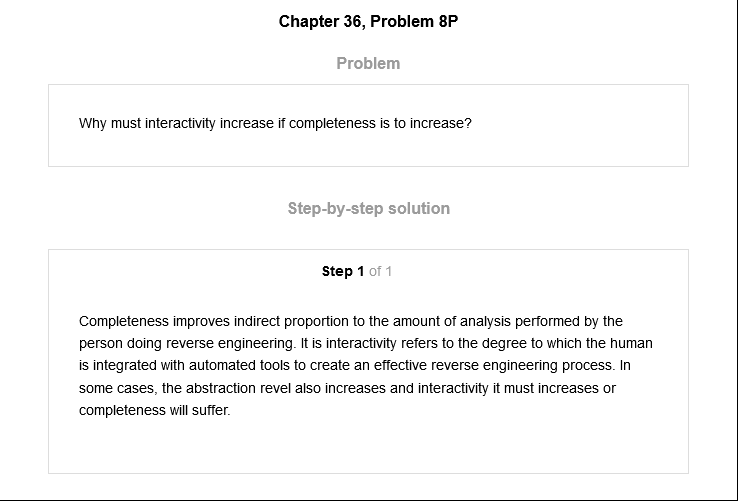 Chapter 36, Problem 8P
Problem
Why must interactivity increase if completeness is to increase?
Step-by-step solution
Step 1 of 1
Completeness improves indirect proportion to the amount of analysis performed by the
person doing reverse engineering. It is interactivity refers to the degree to which the human
is integrated with automated tools to create an effective reverse engineering process. In
some cases, the abstraction revel also increases and interactivity it must increases or
completeness will suffer.